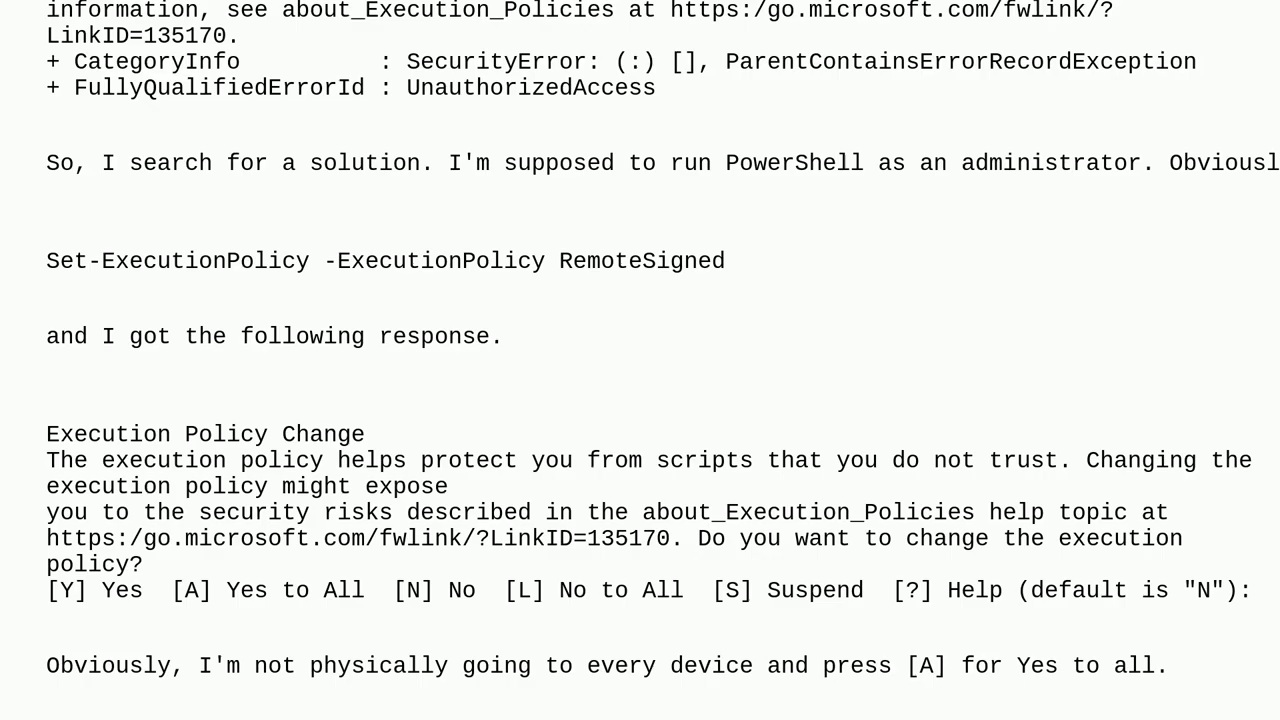 information, see about_Execution_Policies at https:/go.microsoft.com/fwlink/?
LinkID=135170.
+ CategoryInfo          : SecurityError: (:) [], ParentContainsErrorRecordException
+ FullyQualifiedErrorId : UnauthorizedAccess
So, I search for a solution. I'm supposed to run PowerShell as an administrator. Obviousl
Set-ExecutionPolicy -ExecutionPolicy RemoteSigned
and I got the following response.
Execution Policy Change
The execution policy helps protect you from scripts that you do not trust. Changing the
execution policy might expose
you to the security risks described in the about_Execution_Policies help topic at
https:/go.microsoft.com/fwlink/?LinkID=135170. Do you want to change the execution
policy?
[Y] Yes  [A] Yes to All  [N] No  [L] No to All  [S] Suspend  [?] Help (default is "N"):
Obviously, I'm not physically going to every device and press [A] for Yes to all.